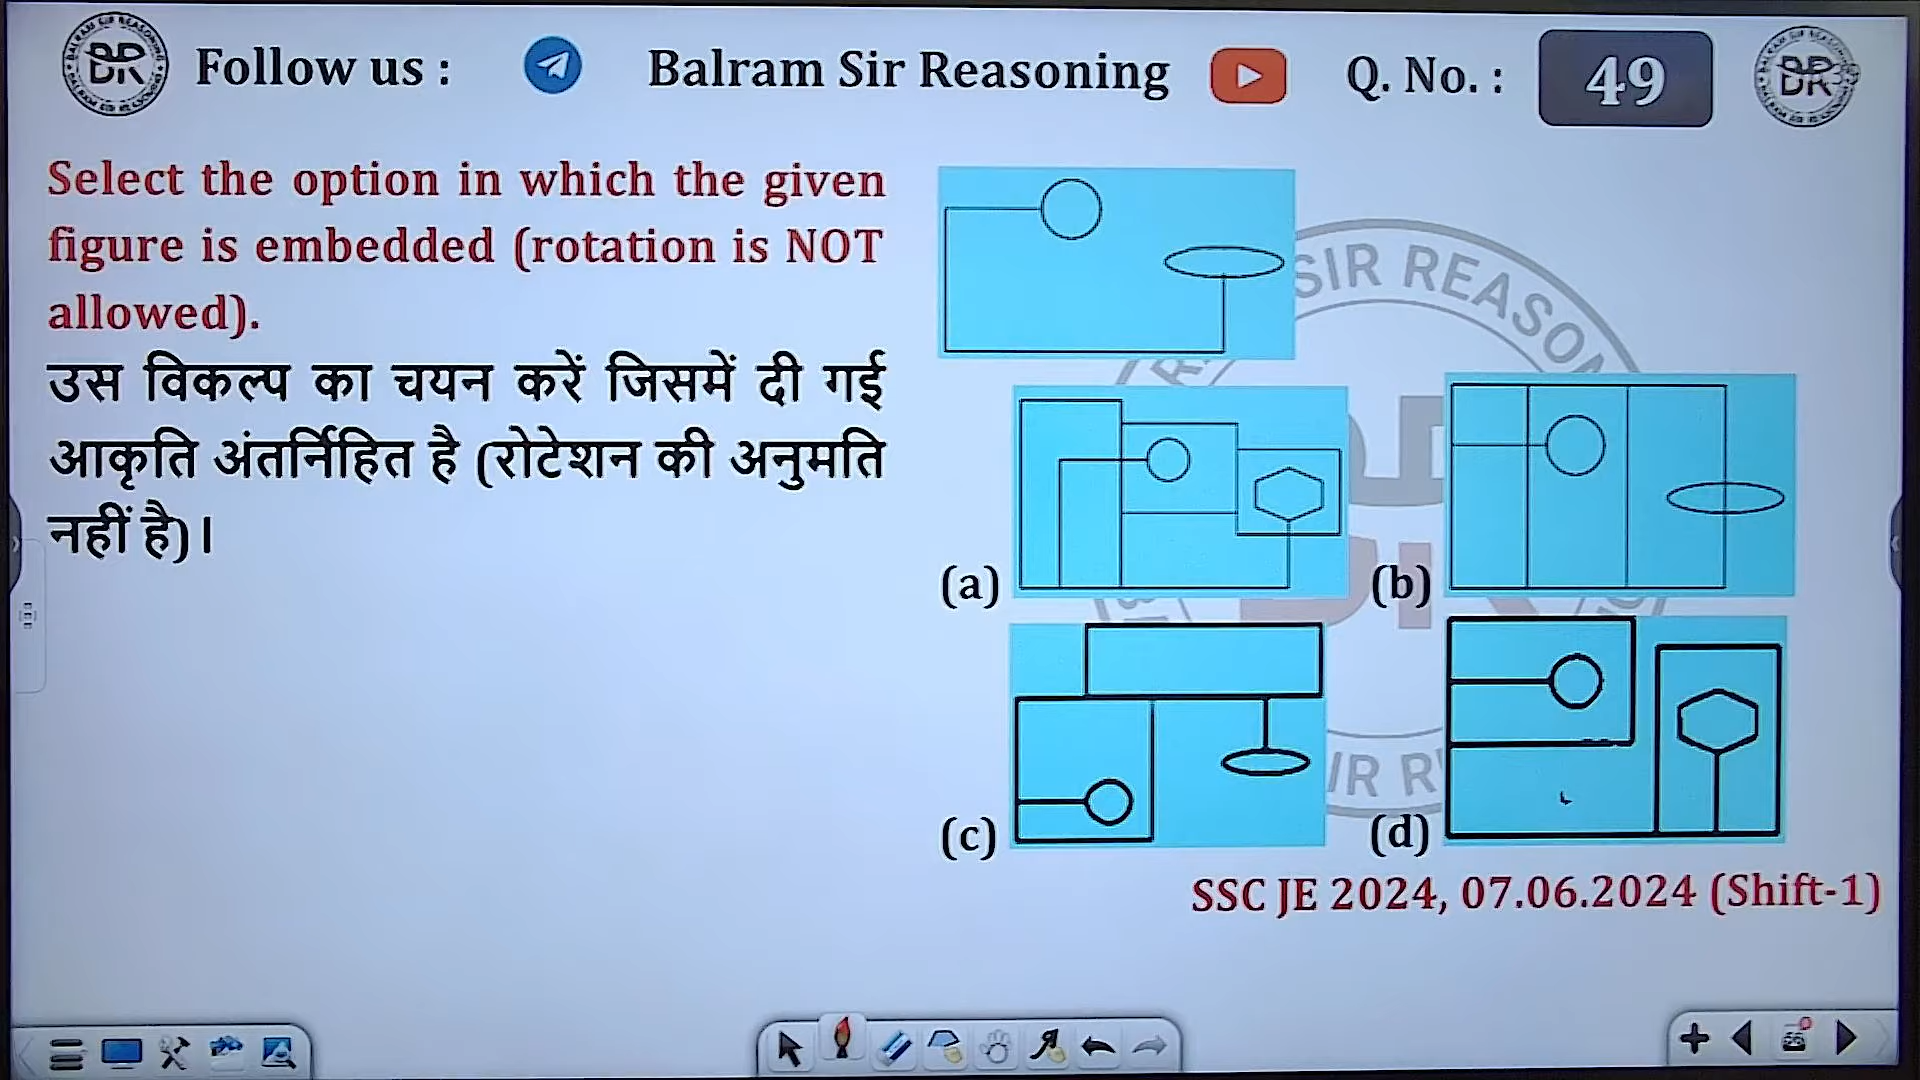 Follow us :
Balram Sir Reasoning
Q. No. :
49
Select the option in which the given
figure is embedded (rotation is NOT
allowed).
उस विकल्प का चयन करें जिसमें दी गई
आकृति अंतर्निहित है (रोटेशन की अनुमति
नहीं है)।
(a)
(b)
(c)
(d)
SSC JE 2024, 07.06.2024 (Shift-1)